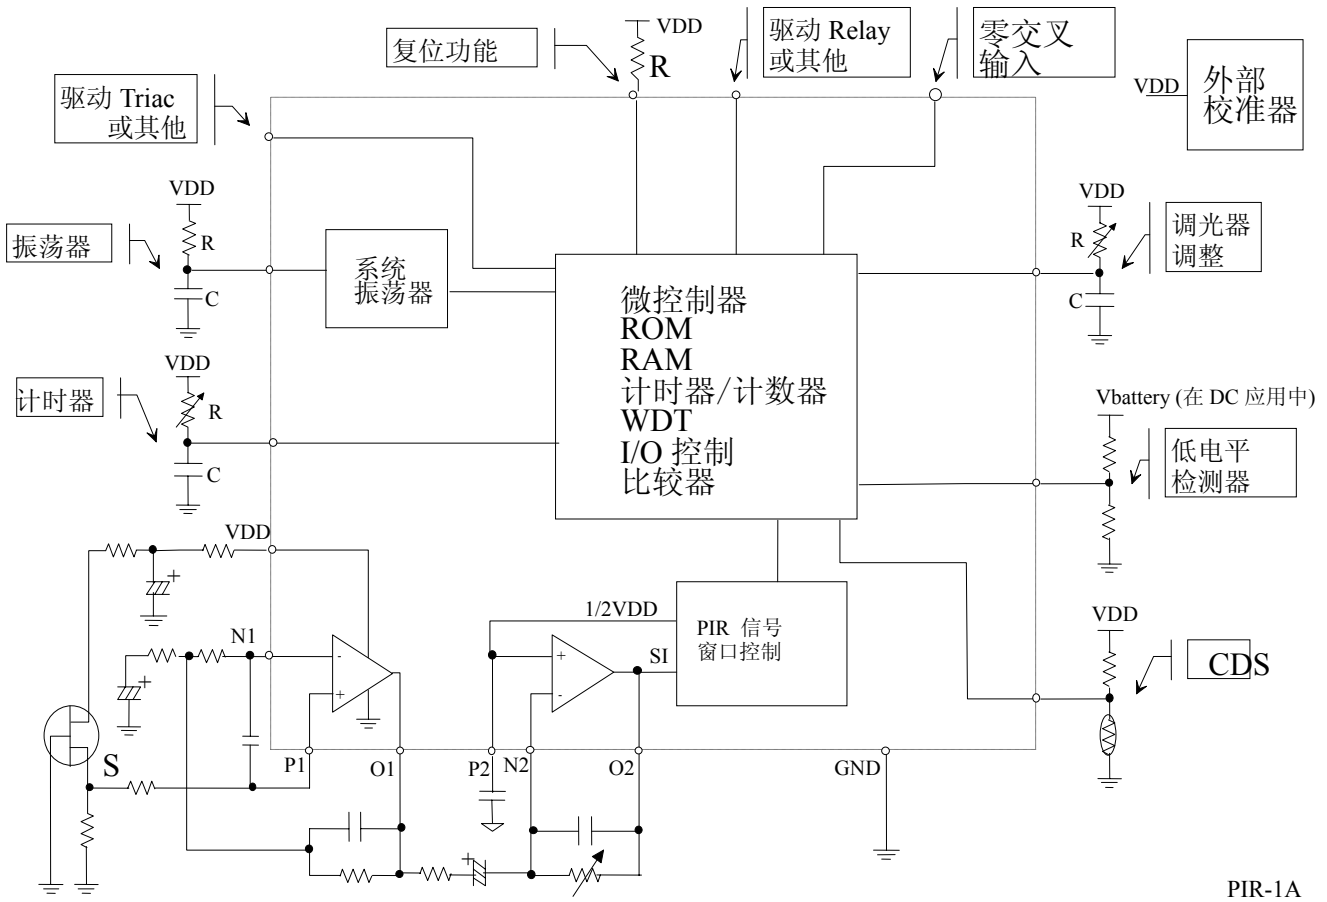 复位功能
VDD
R
驱动 Relay
或其他
零交叉
输入
VDD
外部
校准器
驱动 Triac
或其他
VDD
R
C
振荡器
系统
振荡器
微控制器
ROM
RAM
计时器/计数器
WDT
I/O 控制
比较器
VDD
R
C
调光器
调整
VDD
R
C
计时器
Vbattery (在 DC 应用中)
低电平
检测器
VDD
+
+
N1
-
+
S
P1
O1
1/2VDD
+
-
SI
PIR 信号
窗口控制
P2
N2
O2
GND
+
VDD
CDS
PIR-1A